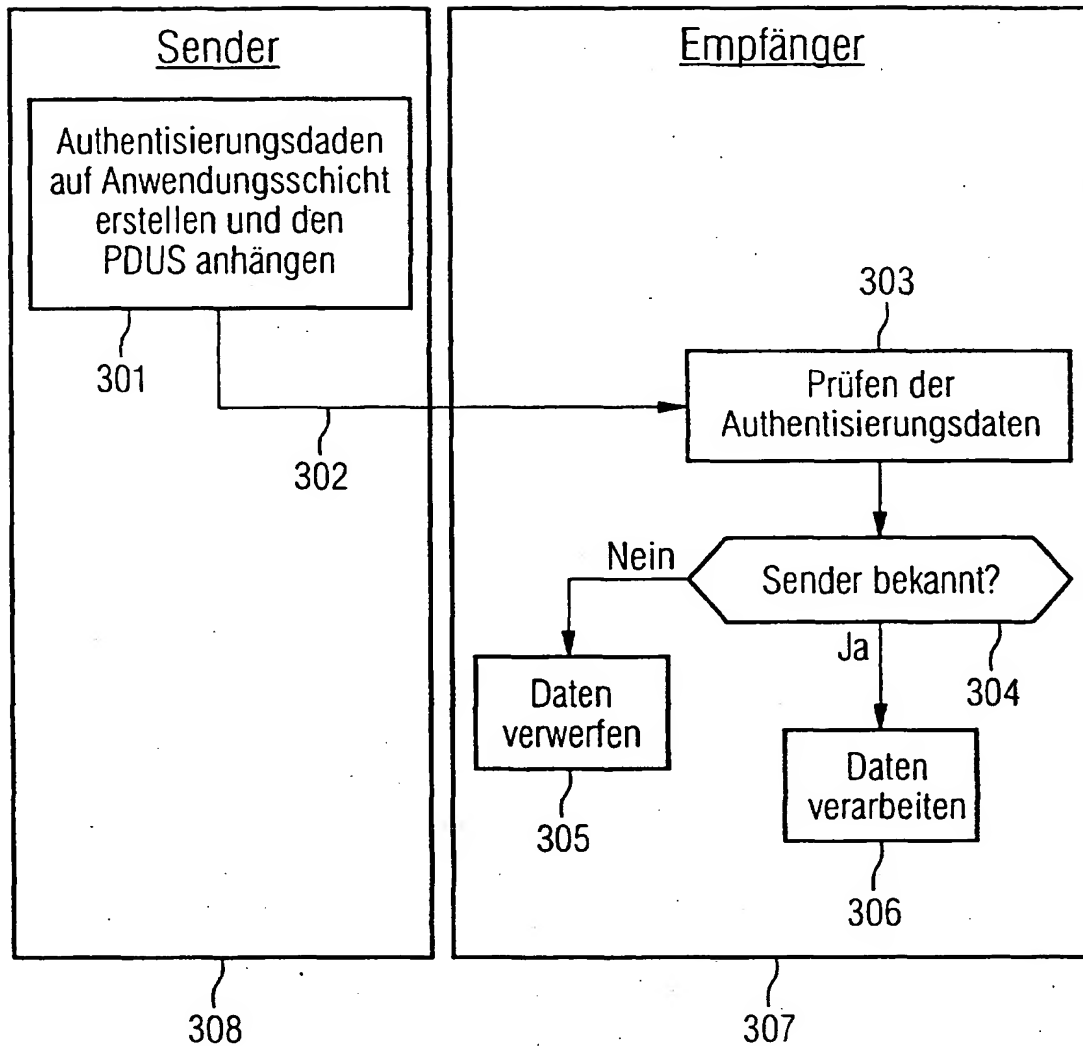 Sender
Authentisierungsdaden
auf Anwendungsschicht
erstellen und den
PDUS anhängen
301
302
308
Empfänger
303
Prüfen der
Authentisierungsdaten
Sender bekannt?
304
Nein
Ja
Daten
verwerfen
305
Daten
verarbeiten
306
307